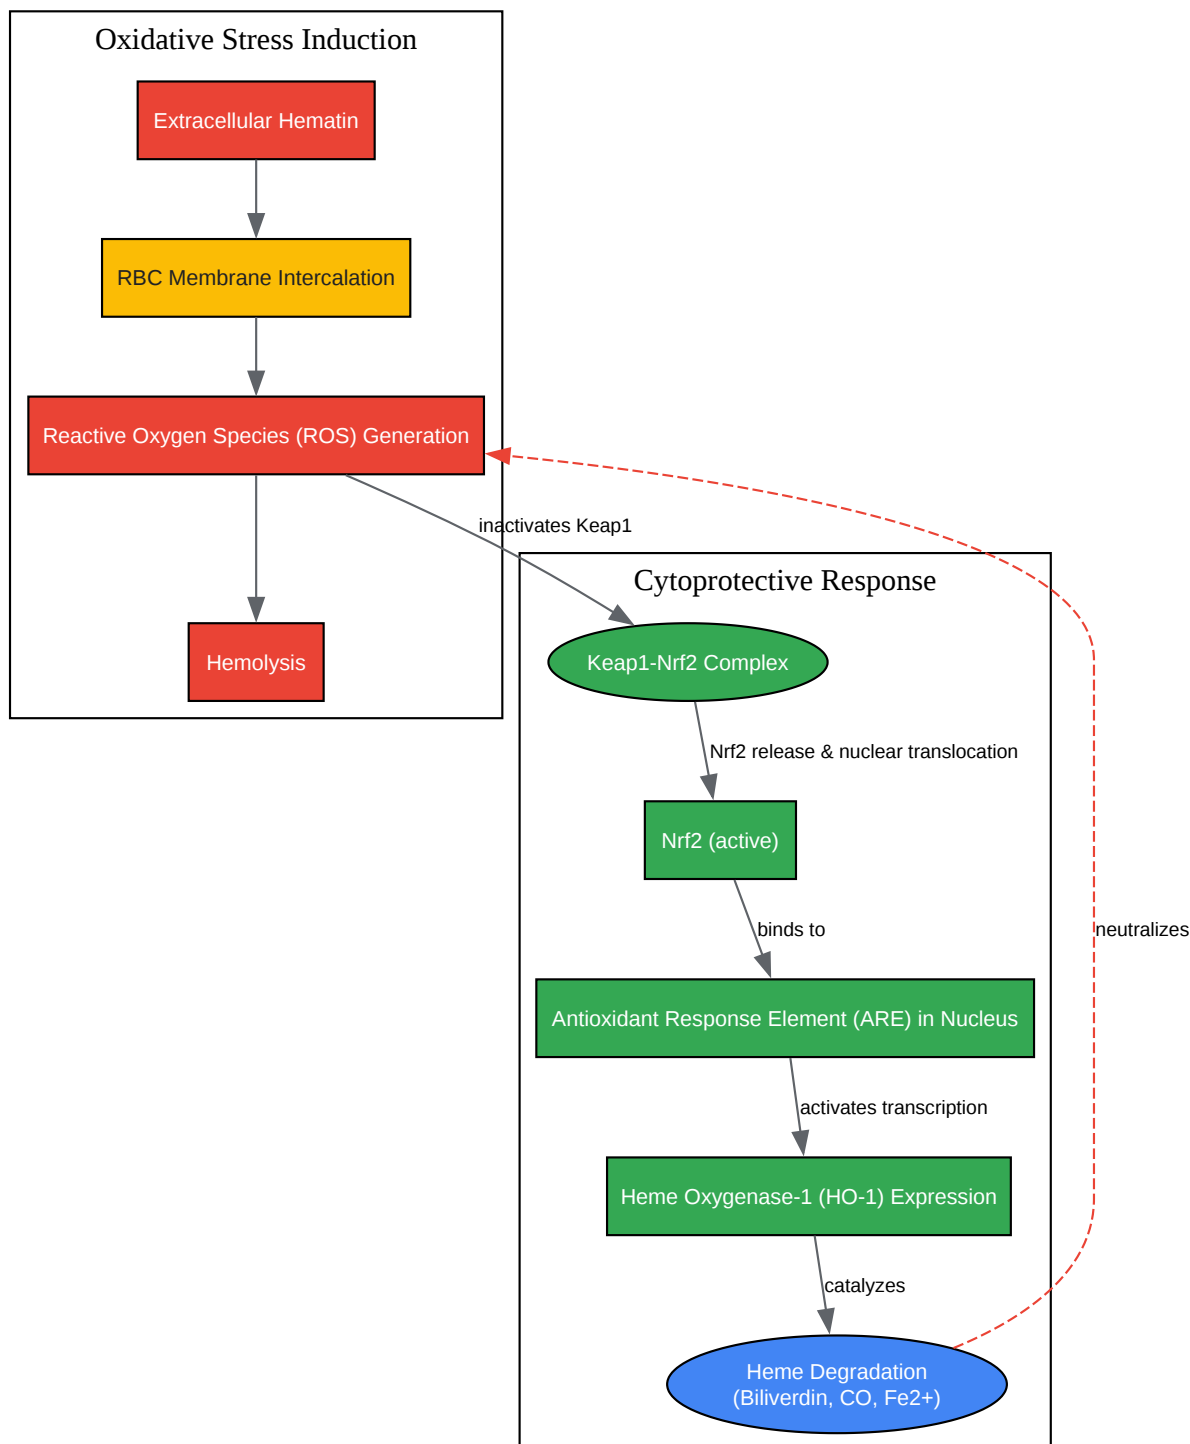 Oxidative Stress Induction
Extracellular Hematin
RBC Membrane Intercalation
Reactive Oxygen Species (ROS) Generation
inactivates Keap1
Hemolysis
Cytoprotective Response
Keap1-Nrf2 Complex
Nrf2 release & nuclear translocation
Nrf2 (active)
binds to
neutralizes
Antioxidant Response Element (ARE) in Nucleus
activates transcription
Heme Oxygenase-1 (HO-1) Expression
catalyzes
Heme Degradation
(Biliverdin, CO, Fe2+)